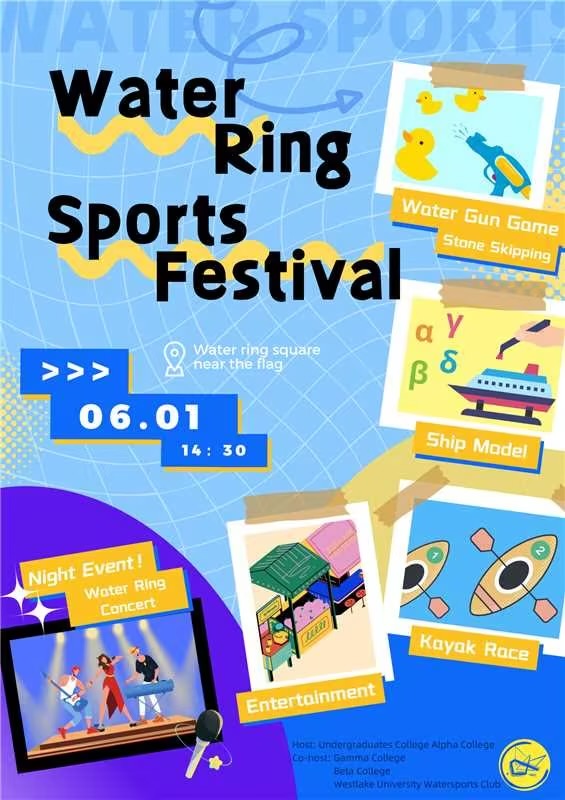 WATER SPORTS
Water
Ring
Sports
Festival
Water Gun Game
Stone Skipping
α γ
β δ
Ship Model
Water ring square
near the flag
>>>
06.01
14: 30
Night Event!
Water Ring
Concert
1
2
Kayak Race
Entertainment
Host: Undergraduates College Alpha College
Co-host: Gamma College
Beta College
Westlake University Watersports Club